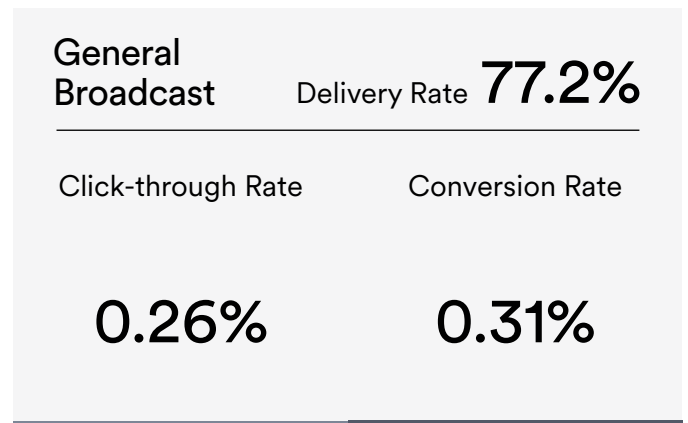 General
Broadcast
Delivery Rate 77.2%
Click-through Rate
Conversion Rate
0.26%
0.31%